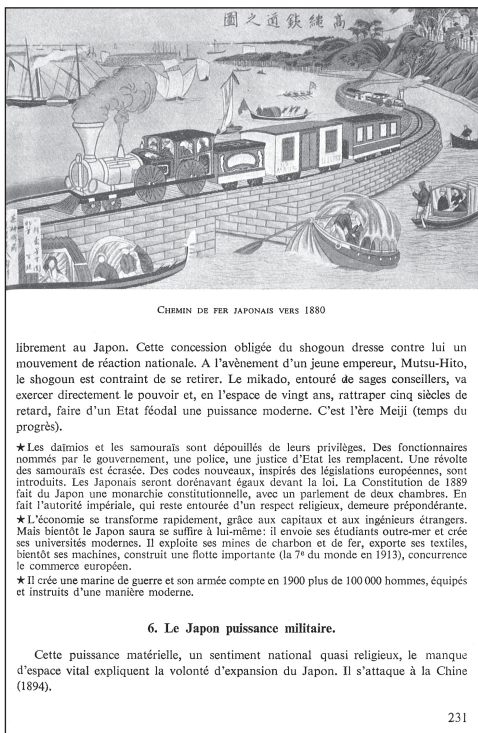 高縄鉄道之圖
CHEMIN DE FER JAPONAIS VERS 1880
librement au Japon. Cette concession obligée du shogoun dresse contre lui un
mouvement de réaction nationale. A l'avènement d'un jeune empereur, Mutsu-Hito,
le shogoun est contraint de se retirer. Le mikado, entouré de sages conseillers, va
exercer directement le pouvoir et, en l'espace de vingt ans, rattraper cinq siècles de
retard, faire d'un Etat féodal une puissance moderne. C'est l'ère Meiji (temps du
progrès).
★Les daïmios et les samouraïs sont dépouillés de leurs privilèges. Des fonctionnaires
nommés par le gouvernement, une police, une justice d'Etat les remplacent. Une révolte
des samouraïs est écrasée. Des codes nouveaux, inspirés des législations européennes, sont
introduits. Les Japonais seront dorénavant égaux devant la loi. La Constitution de 1889
fait du Japon une monarchie constitutionnelle, avec un parlement de deux chambres. En
fait l'autorité impériale, qui reste entourée d'un respect religieux, demeure prépondérante.
★L'économie se transforme rapidement, grâce aux capitaux et aux ingénieurs étrangers.
Mais bientôt le Japon saura se suffire à lui-même: il envoie ses étudiants outre-mer et crée
ses universités modernes. Il exploite ses mines de charbon et de fer, exporte ses textiles,
bientôt ses machines, construit une flotte importante (la 7e du monde en 1913), concurrence
le commerce européen.
★Il crée une marine de guerre et son armée compte en 1900 plus de 100 000 hommes, équipés
et instruits d'une manière moderne.
6. Le Japon puissance militaire.
Cette puissance matérielle, un sentiment national quasi religieux, le manque
d'espace vital expliquent la volonté d'expansion du Japon. Il s'attaque à la Chine
(1894).
231